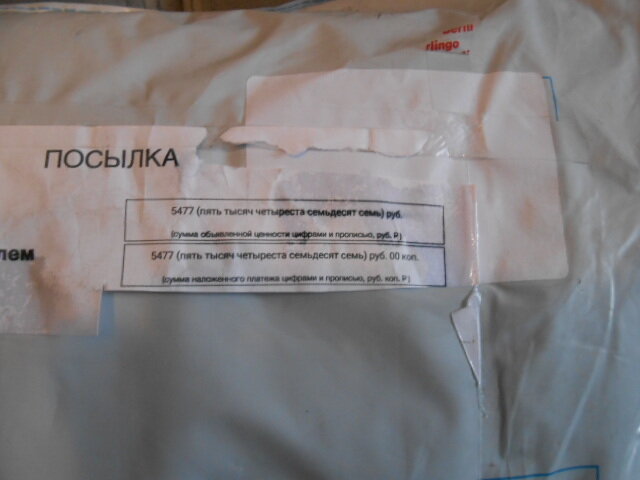 rlingo
ПОСЫЛКА
5477 (пять тысяч четыреста семьдесят семь) руб.
(сумма объявленной ценности цифрами и прописью, руб. ₽)
лем
5477 (пять тысяч четыреста семьдесят семь) руб. 00 коп.
(сумма наложенного платежа цифрами и прописью, руб. коп. ₽)